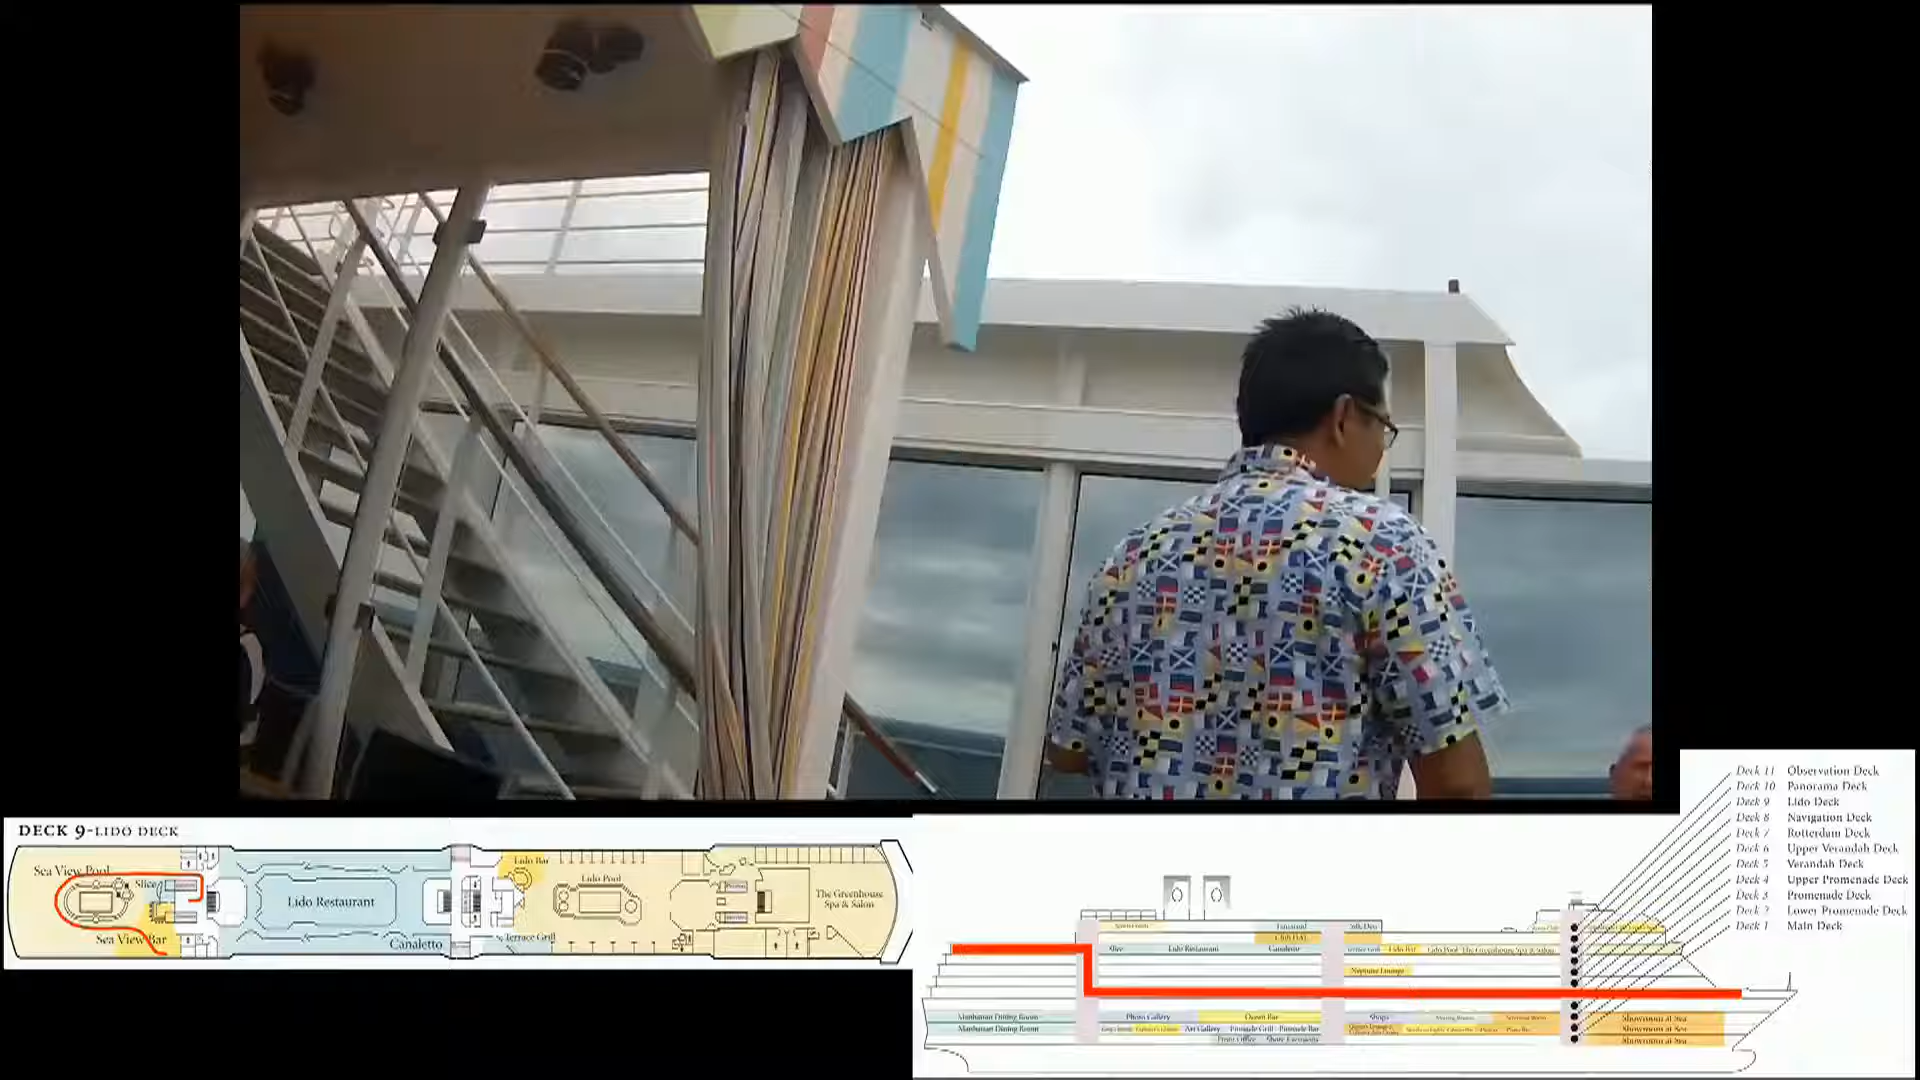 Deck 11 Observation Deck
Deck 10 Panorama Deck
Deck 9 Lido Deck
Deck 8 Navigation Deck
Deck 7 Rotterdam Deck
Deck 6 Upper Verandah Deck
Deck 5 Verandah Deck
Deck 4 Upper Promenade Deck
Deck 3 Promenade Deck
Deck 2 Lower Promenade Deck
Deck 1 Main Deck
DECK 9-LIDO DECK
Sea View Pool
Slice
Sea View Bar
Lido Restaurant
Canaletto
Lido Bar
Lido Pool
Terrace Grill
The Greenhouse
Spa & Salon
Slice Lido Restaurant Canaletto Lido Bar Lido Pool The Greenhouse Spa & Salon
Neptune Lounge
Manhattan Dining Room Photo Gallery Ocean Bar Shops Showroom at Sea
Manhattan Dining Room Art Gallery Pinnacle Grill Pinnacle Bar Showroom at Sea
Front Office Shore Excursions Showroom at Sea